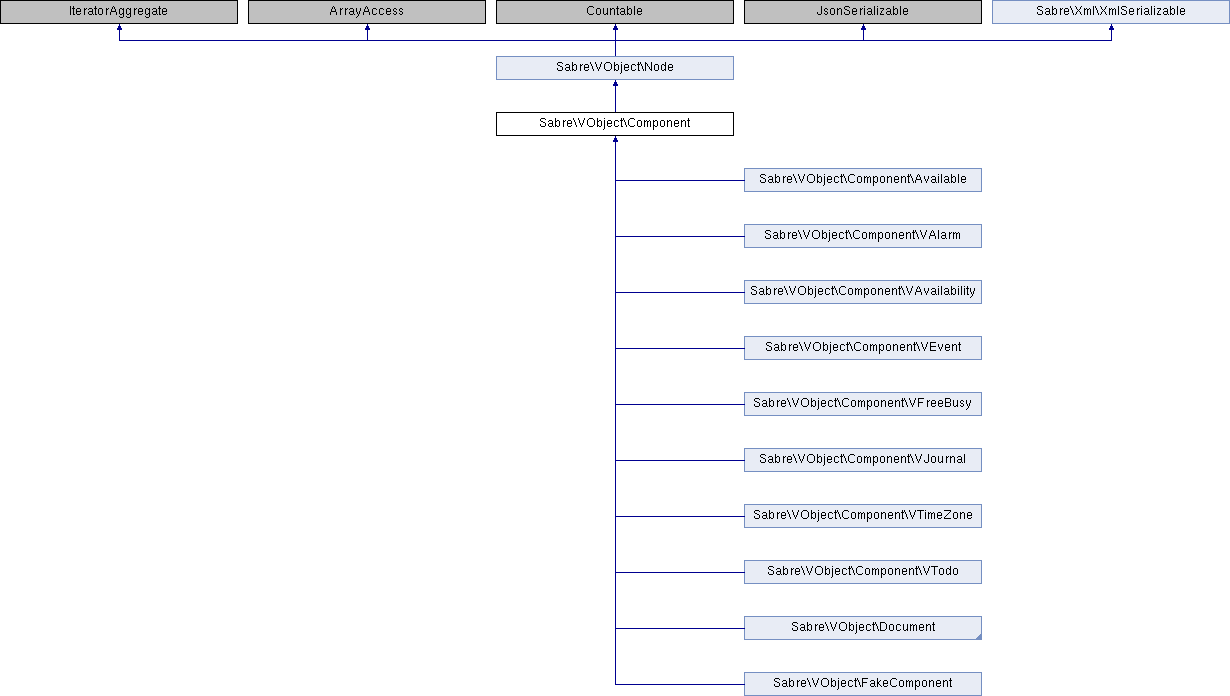 IteratorAggregate
ArrayAccess
Countable
JsonSerializable
Sabre\Xml\XmlSerializable
Sabre\VObject\Node
Sabre\VObject\Component
Sabre\VObject\Component\Available
Sabre\VObject\Component\VAlarm
Sabre\VObject\Component\VAvailability
Sabre\VObject\Component\VEvent
Sabre\VObject\Component\VFreeBusy
Sabre\VObject\Component\VJournal
Sabre\VObject\Component\VTimeZone
Sabre\VObject\Component\VTodo
Sabre\VObject\Document
Sabre\VObject\FakeComponent